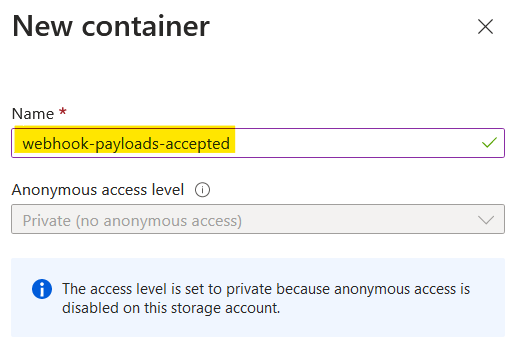 New container
Name *
webhook-payloads-accepted
Anonymous access level
Private (no anonymous access)
The access level is set to private because anonymous access is
disabled on this storage account.